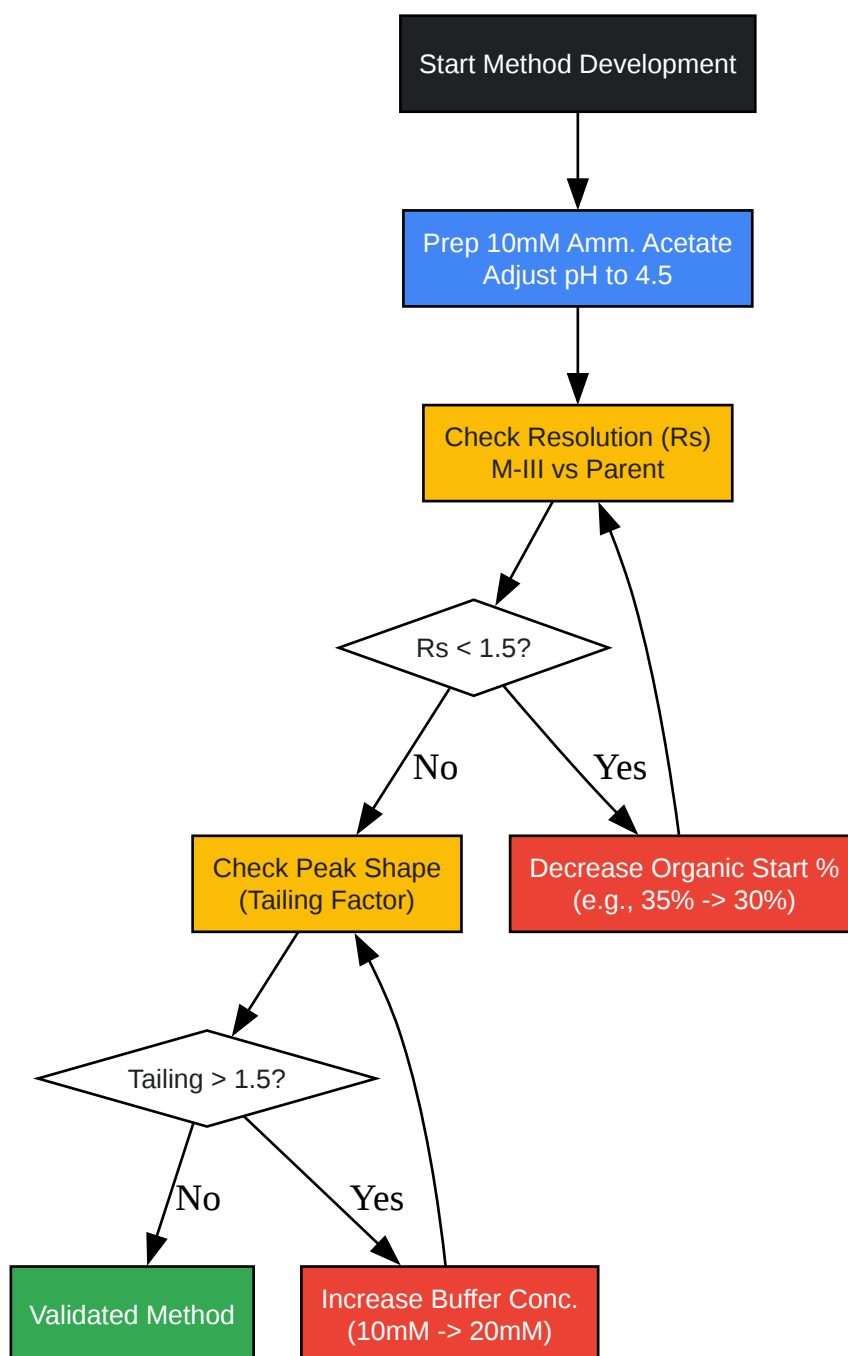 Start Method Development
Prep 10mM Amm. Acetate
Adjust pH to 4.5
Check Resolution (Rs)
M-III vs Parent
Rs < 1.5?
No
Yes
Check Peak Shape
(Tailing Factor)
Decrease Organic Start %
(e.g., 35% -> 30%)
Tailing > 1.5?
No
Yes
Validated Method
Increase Buffer Conc.
(10mM -> 20mM)